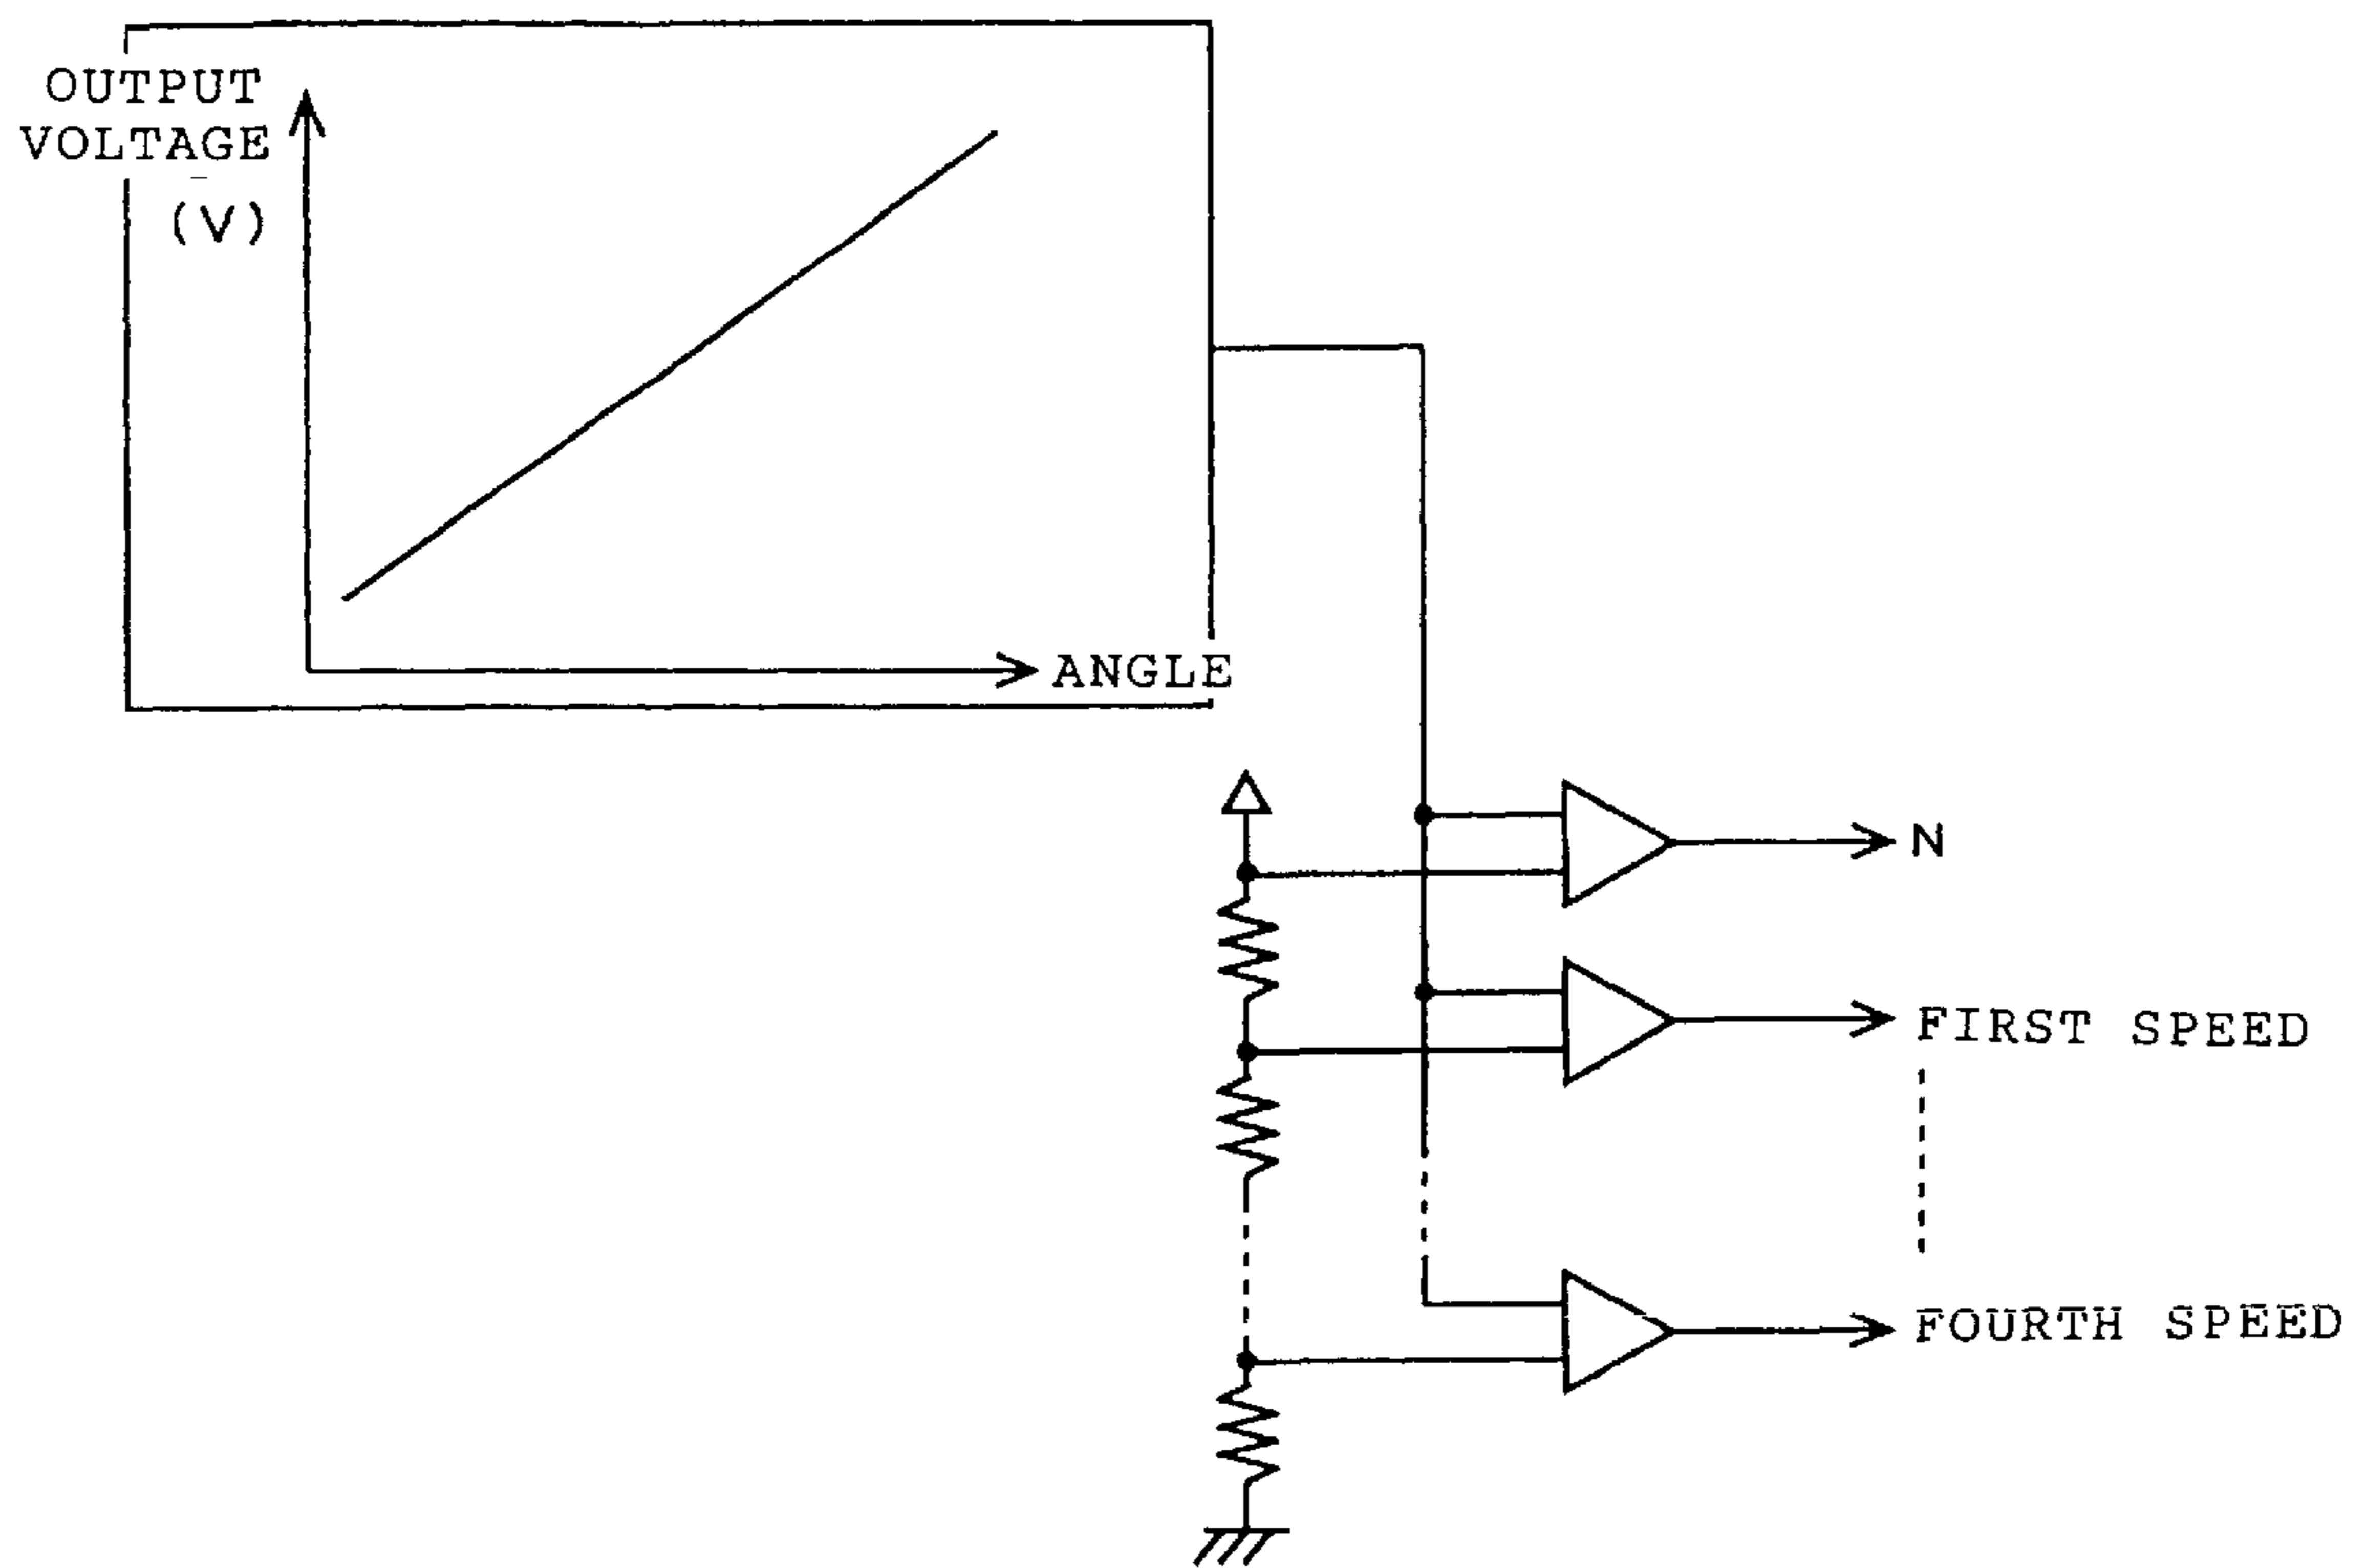 OUTPUT
VOLTAGE
(V)
ANGLE
N
FIRST SPEED
FOURTH SPEED